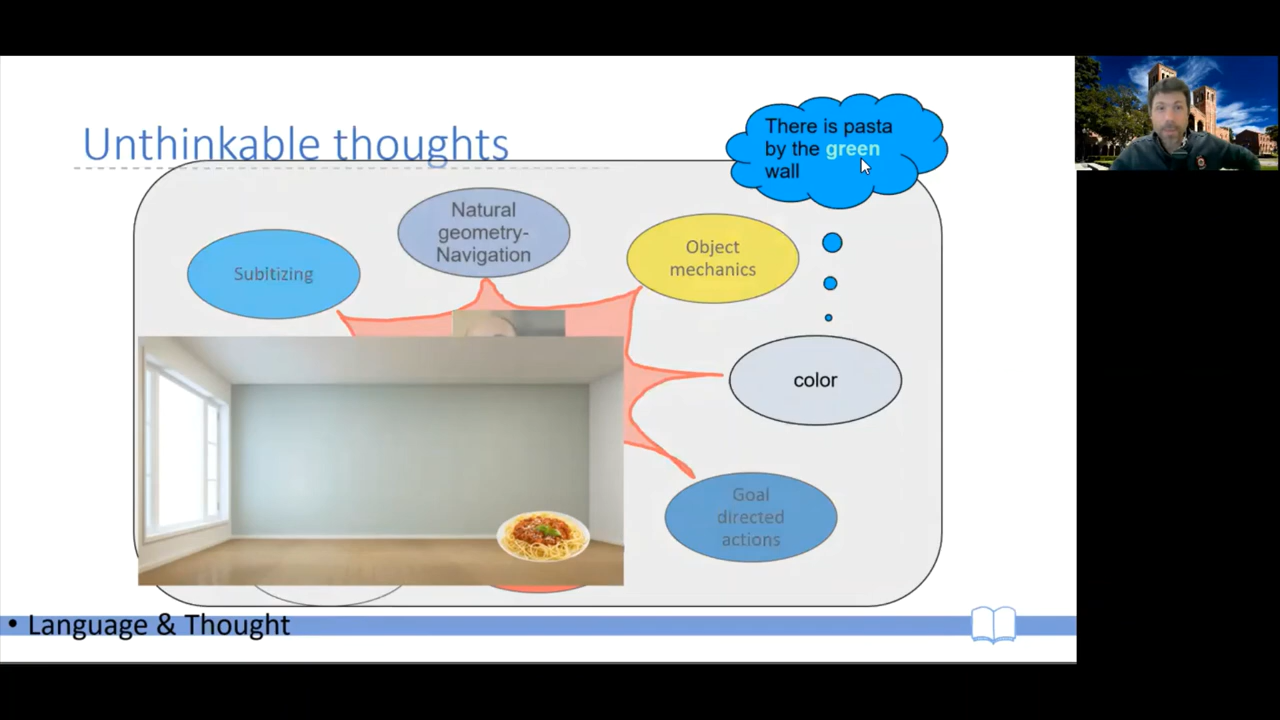 Unthinkable thoughts
There is pasta
by the green
wall
Natural
geometry-
Navigation
Subitizing
Object
mechanics
color
Goal
directed
actions
• Language & Thought